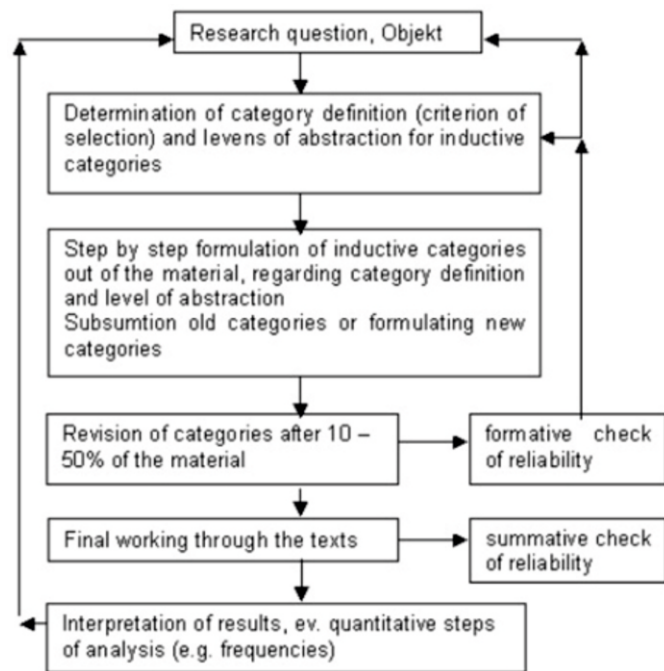 Research question, Objekt
Determination of category definition (criterion of
selection) and levens of abstraction for inductive
categories
Step by step formulation of inductive categories
out of the material, regarding category definition
and level of abstraction
Subsumtion old categories or formulating new
categories
Revision of categories after 10 –
50% of the material
formative check
of reliability
Final working through the texts
summative check
of reliability
Interpretation of results, ev. quantitative steps
of analysis (e.g. frequencies)